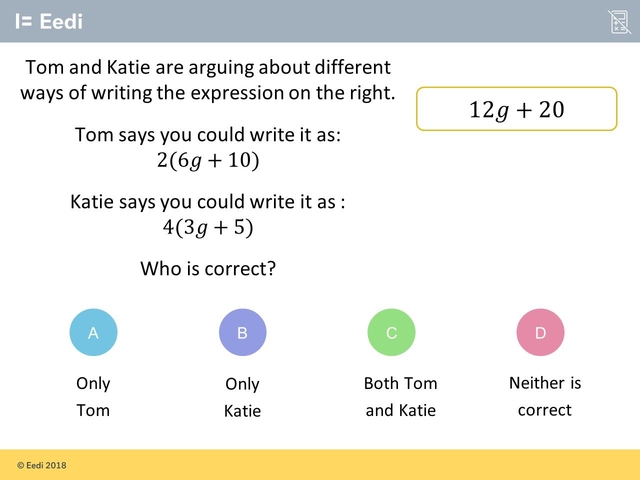 Eedi
Tom and Katie are arguing about different
ways of writing the expression on the right.
12g + 20
Tom says you could write it as:
2(6g + 10)
Katie says you could write it as :
4(3g + 5)
Who is correct?
A
Only
Tom
B
Only
Katie
C
Both Tom
and Katie
D
Neither is
correct
© Eedi 2018